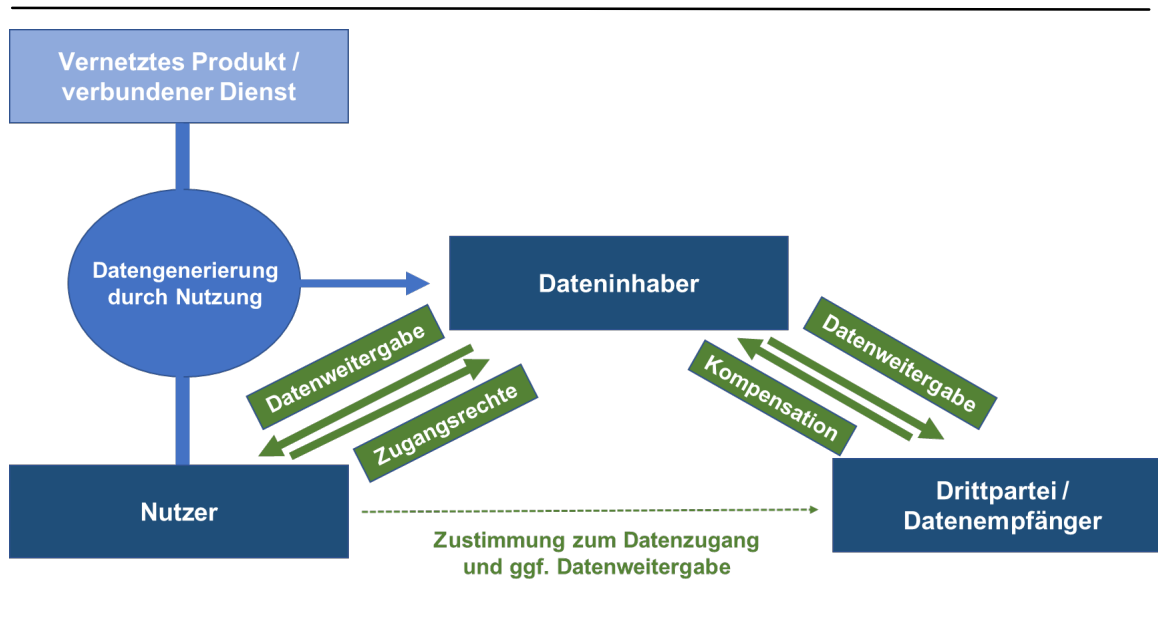 Vernetztes Produkt /
verbundener Dienst
Datengenerierung
durch Nutzung
Dateninhaber
Datenweitergabe
Zugangsrechte
Kompensation
Datenweitergabe
Nutzer
Drittpartei /
Datenempfänger
Zustimmung zum Datenzugang
und ggf. Datenweitergabe